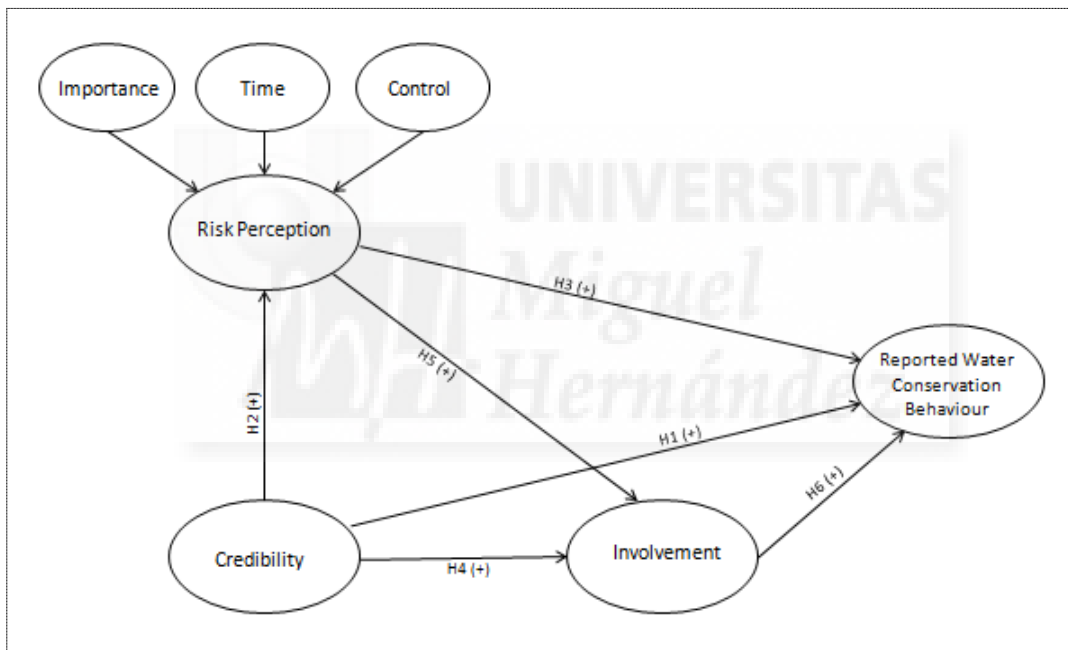 Importance
Time
Control
UNIVERSITAS
Risk Perception
Miguel
H3 (+)
Hernández
H5 (+)
Reported Water
Conservation
Behaviour
H2 (+)
H1 (+)
H6 (+)
Credibility
Involvement
H4 (+)